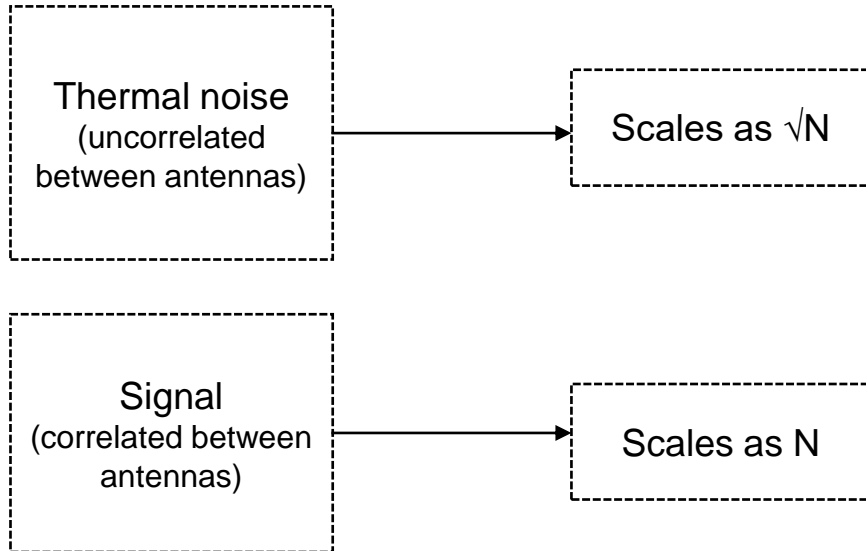 Thermal noise
(uncorrelated
between antennas)
Scales as √N
Signal
(correlated between
antennas)
Scales as N